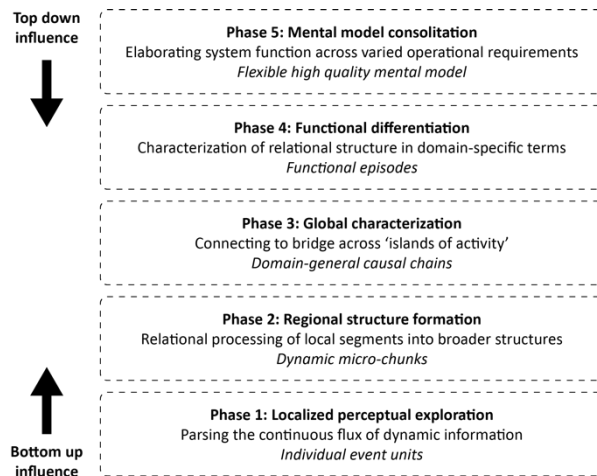 Top down
influence
Phase 5: Mental model consolitation
Elaborating system function across varied operational requirements
Flexible high quality mental model
Phase 4: Functional differentiation
Characterization of relational structure in domain-specific terms
Functional episodes
Phase 3: Global characterization
Connecting to bridge across ‘islands of activity’
Domain-general causal chains
Phase 2: Regional structure formation
Relational processing of local segments into broader structures
Dynamic micro-chunks
Phase 1: Localized perceptual exploration
Parsing the continuous flux of dynamic information
Individual event units
Bottom up
influence